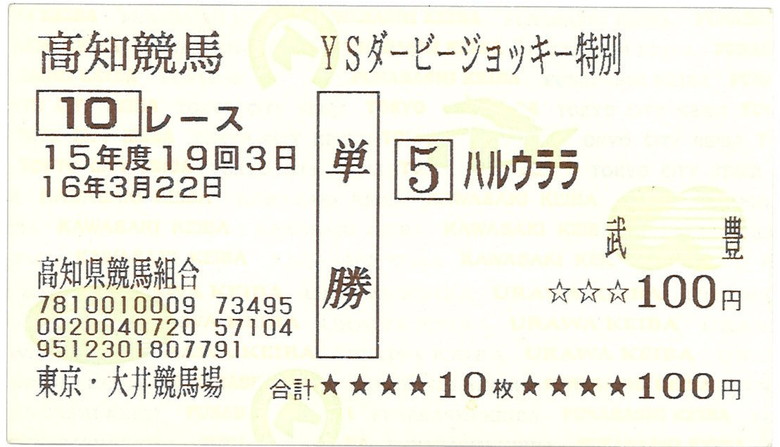 高知競馬 YSダービージョッキー特別
10レース
15年度19回3日
16年3月22日
単勝
5 ハルウララ
武 豊
☆☆☆100円
高知県競馬組合
7810010009 73495
0020040720 57104
9512301807791
東京・大井競馬場 合計★★★★10枚★★★★100円